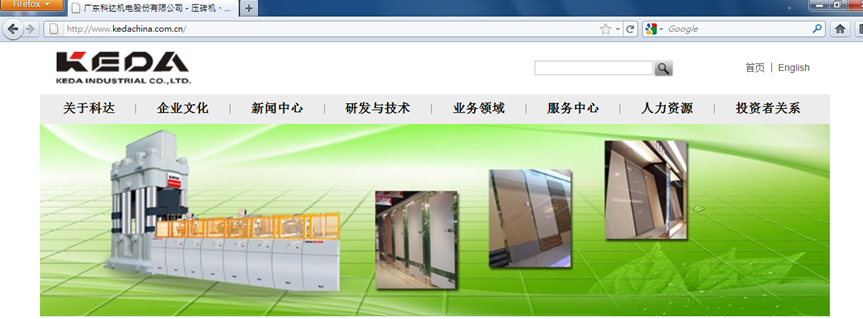 Firefox
广东科达机电股份有限公司 - 压砖机、...
http://www.kedachina.com.cn/
Google
KEDA
KEDA INDUSTRIAL CO.,LTD.
首页 | English
关于科达 | 企业文化 | 新闻中心 | 研发与技术 | 业务领域 | 服务中心 | 人力资源 | 投资者关系
KEDA